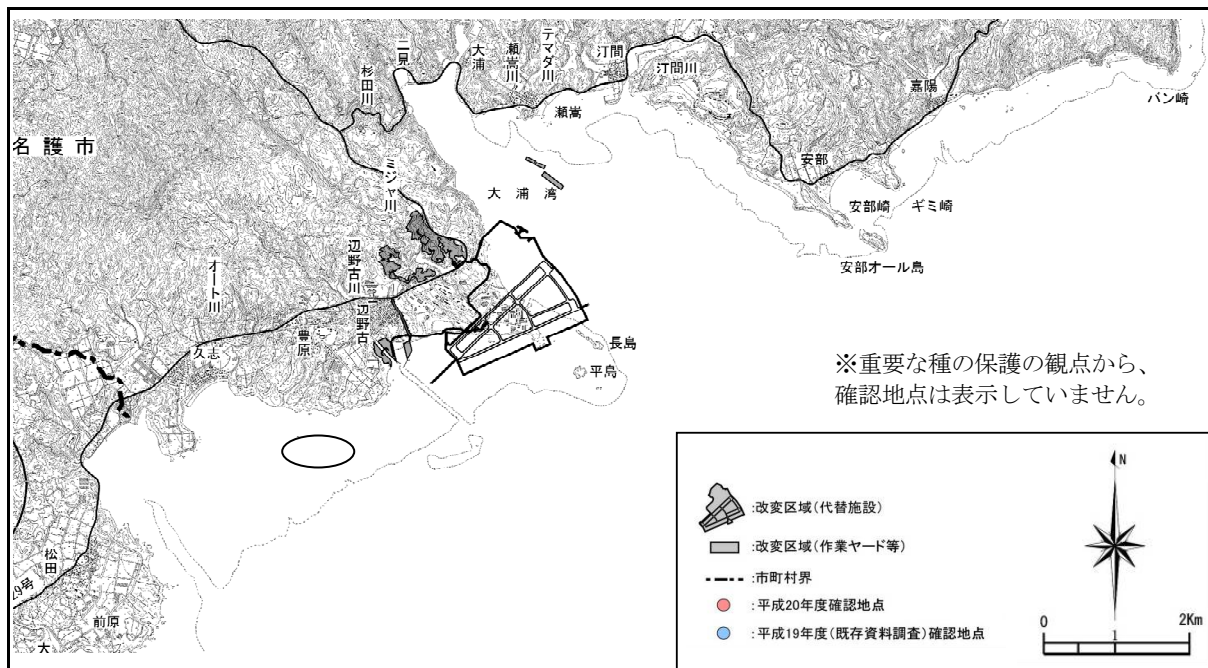 名護市
杉田川
二見
大浦
瀬嵩川
テマダ川
汀間
汀間川
瀬嵩
嘉陽
バン崎
安部
安部崎
ギミ崎
安部オール島
ミジャ川
大浦湾
辺野古川
オート川
久志
豊原
辺野古
長島
平島
松田
29号
前原
大
※重要な種の保護の観点から、
確認地点は表示していません。
:改変区域(代替施設)
:改変区域(作業ヤード等)
:市町村界
:平成20年度確認地点
:平成19年度(既存資料調査)確認地点
N
0 1 2Km